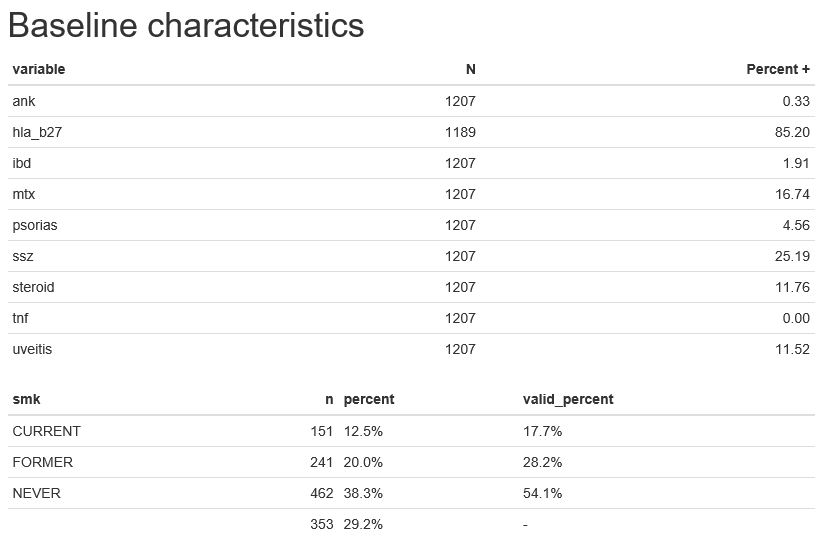 Baseline characteristics
variable N Percent +
ank 1207 0.33
hla_b27 1189 85.20
ibd 1207 1.91
mtx 1207 16.74
psorias 1207 4.56
ssz 1207 25.19
steroid 1207 11.76
tnf 1207 0.00
uveitis 1207 11.52
smk n percent valid_percent
CURRENT 151 12.5% 17.7%
FORMER 241 20.0% 28.2%
NEVER 462 38.3% 54.1%
353 29.2% -